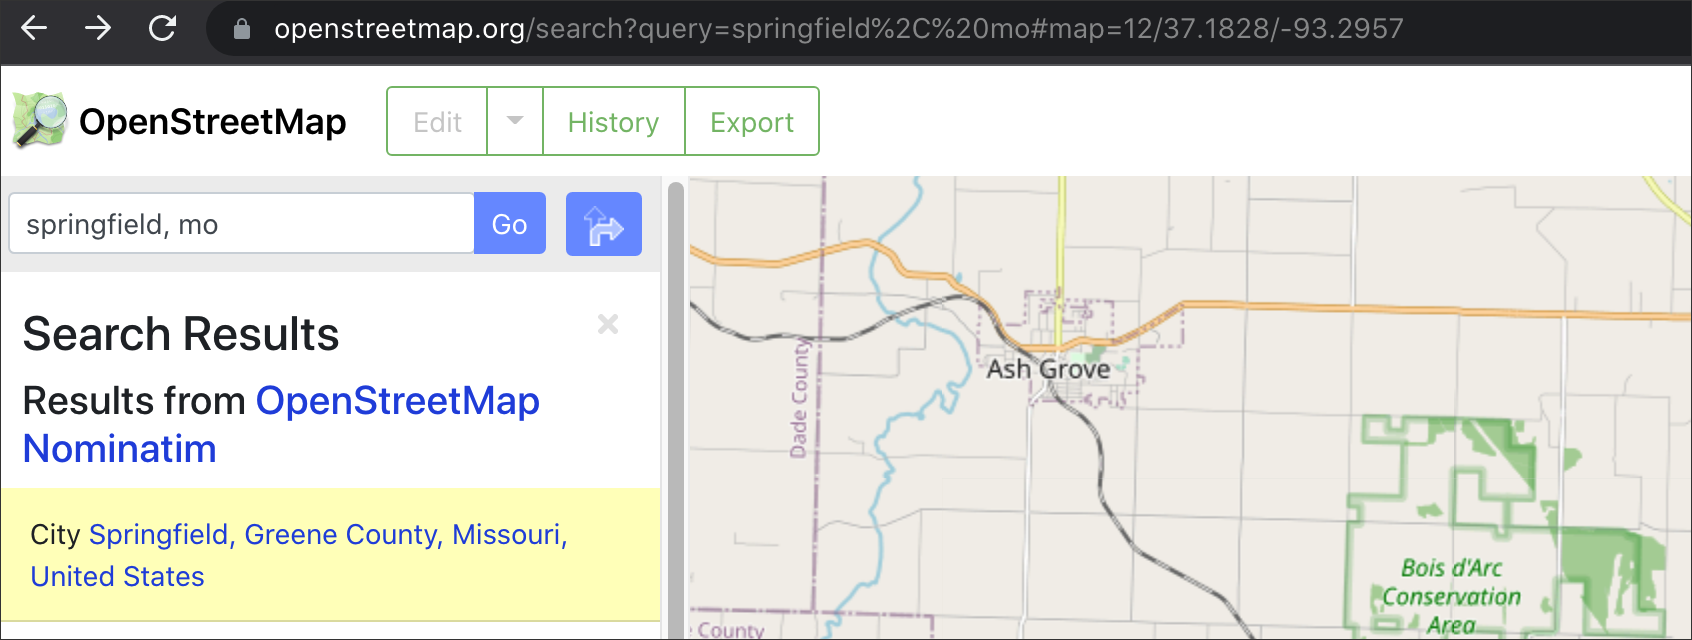 openstreetmap.org/search?query=springfield%2C%20mo#map=12/37.1828/-93.2957
OpenStreetMap
Edit
History
Export
springfield, mo
Go
Search Results
Results from OpenStreetMap
Nominatim
City Springfield, Greene County, Missouri,
United States
Ash Grove
Dade County
Bois d'Arc
Conservation
Area
County